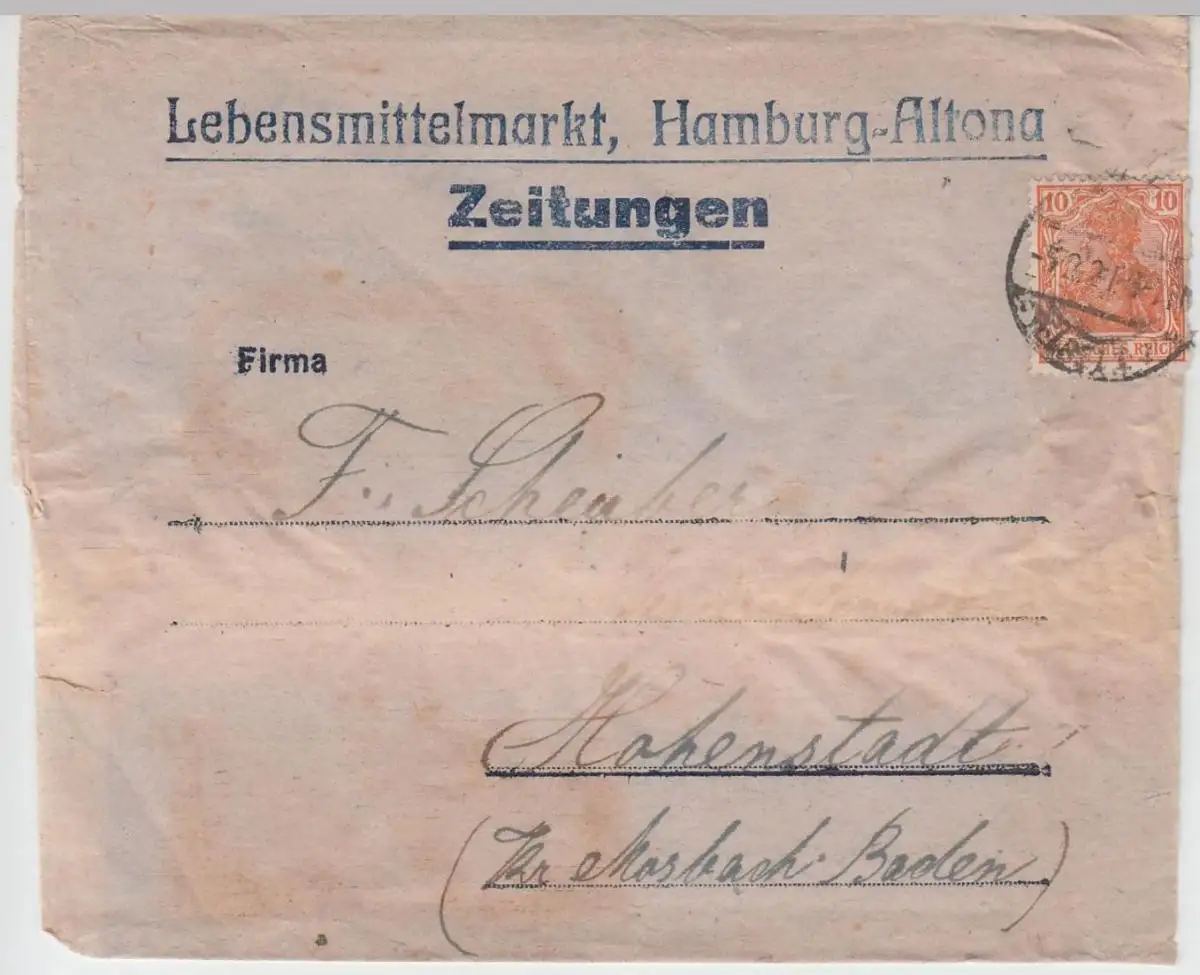 Lebensmittelmarkt, Hamburg-Altona
Zeitungen
10 10
Firma
F. Scheuber
Hohenstadt
(Kr Mosbach Baden)